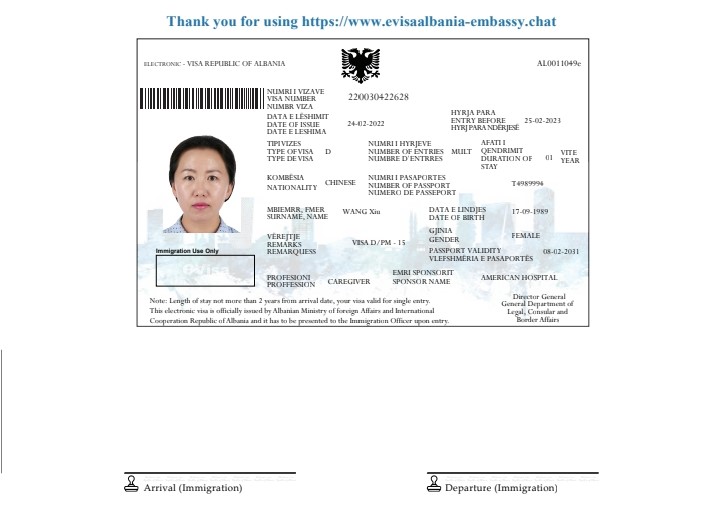 Thank you for using https://www.evisaalbania-embassy.chat
ELECTRONIC - VISA REPUBLIC OF ALBANIA
AL0011049c
NUMRI I VIZAVE
VISA NUMBER
NUMBR VIZA
220030422628
DATA E LËSHIMIT
DATE OF ISSUE
DATE E LESHIMA
24-02-2022
HYRJA PARA
ENTRY BEFORE
HYRJ PARA NDËRJESË
25-02-2023
TIPI VIZES
TYPE OF VISA
TYPE DE VISA
D
NUMRI I HYRJEVE
NUMBER OF ENTRIES
NUMBRE D ENTRRES
MULT
AFATI I
QENDRIMIT
DURATION OF
STAY
01
VITE
YEAR
KOMBËSIA
NATIONALITY
CHINESE
NUMRI I PASAPORTES
NUMBER OF PASSPORT
NUMERO DE PASSEPORT
T4989994
MBIEMRR, FMER
SURNAME, NAME
WANG Xiu
DATA E LINDJES
DATE OF BIRTH
17-09-1989
GJINIA
GENDER
FEMALE
VËREJTJE
REMARKS
REMARQUESS
VIISA D/PM - 15
PASSPORT VALIDITY
VLEFSHMËRIA E PASAPORTËS
08-02-2031
Immigration Use Only
PROFESIONI
PROFFESSION
CAREGIVER
EMRI SPONSORIT
SPONSOR NAME
AMERICAN HOSPITAL
Note: Length of stay not more than 2 years from arrival date, your visa valid for single entry.
This electronic visa is officially issued by Albanian Ministry of foreign Affairs and International
Cooperation Republic of Albania and it has to be presented to the Immigration Officer upon entry.
Director General
General Department of
Legal, Consular and
Border Affairs
Arrival (Immigration)
Departure (Immigration)